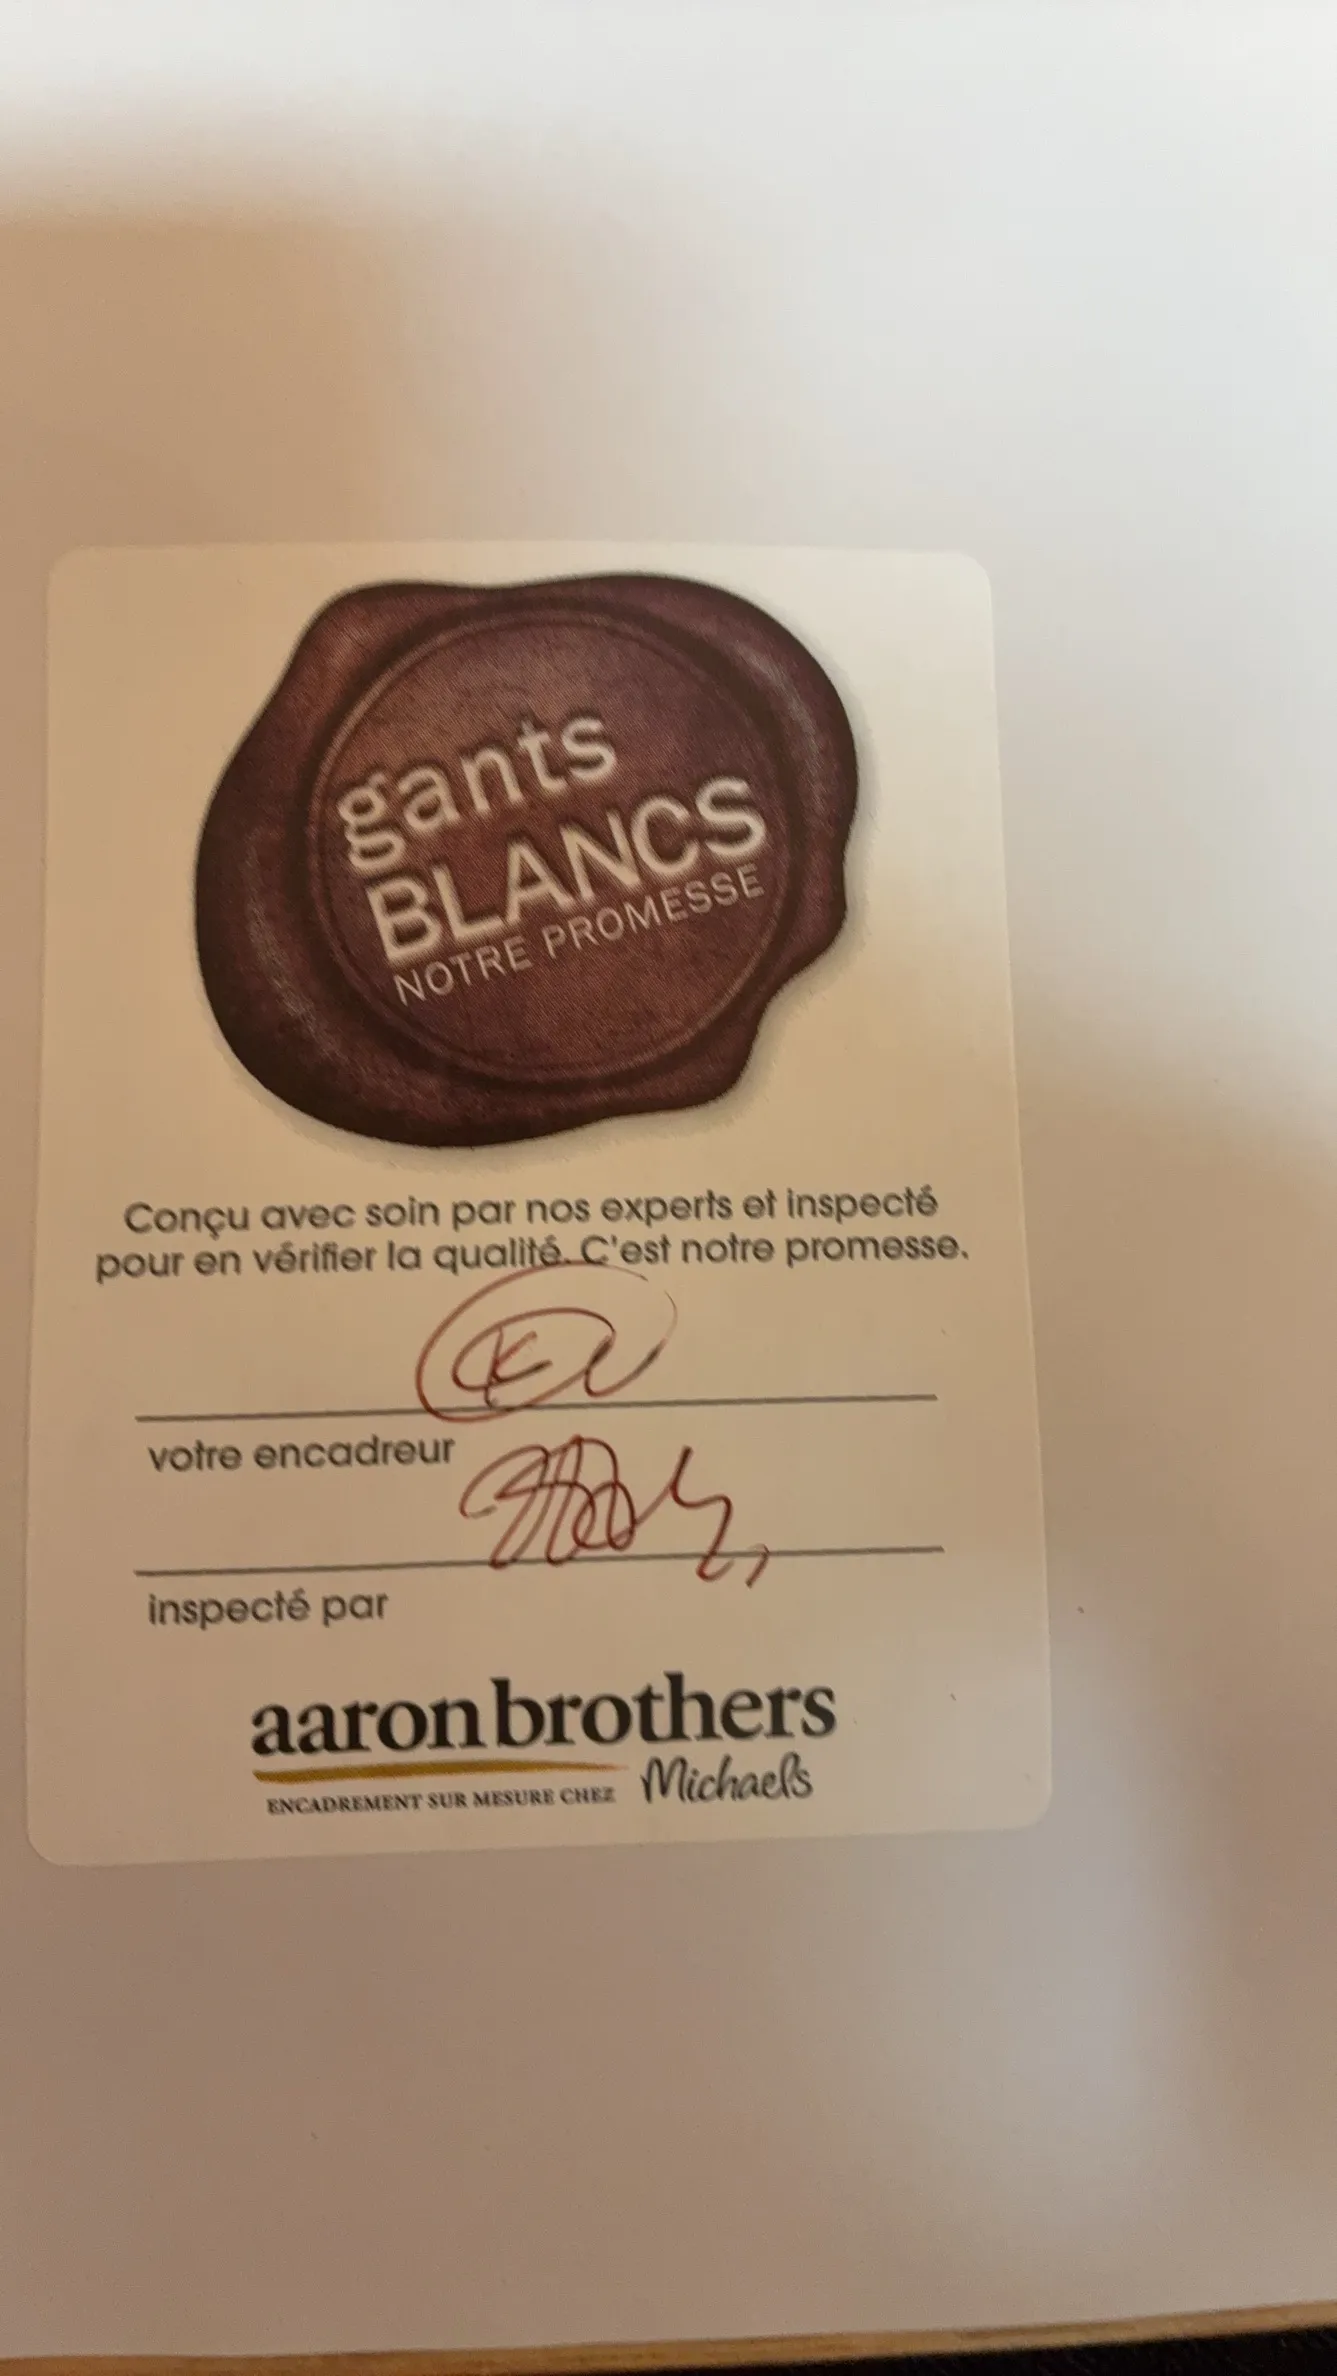 gants
BLANCS
NOTRE PROMESSE
Conçu avec soin par nos experts et inspecté
pour en vérifier la qualité. C'est notre promesse.
votre encadreur
inspecté par
aaronbrothers
ENCADREMENT SUR MESURE CHEZ Michaels